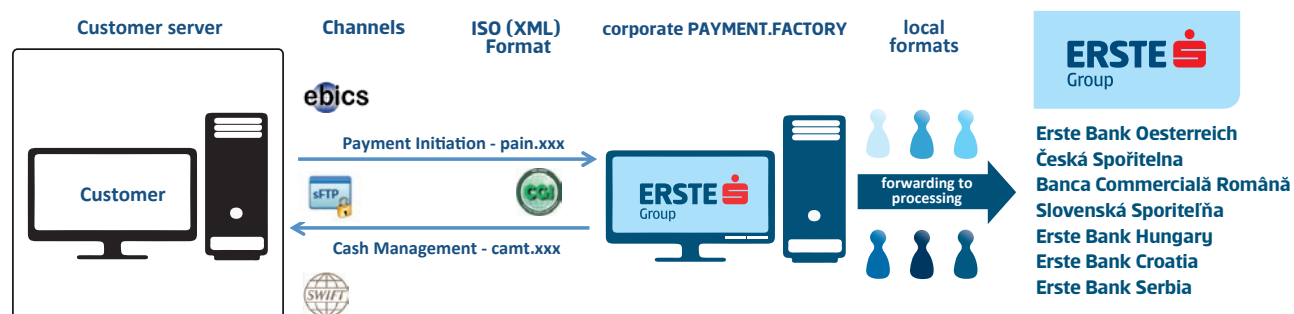 Customer server
Channels
ISO (XML)
Format
corporate PAYMENT.FACTORY
local
formats
ERSTE
Group
ebics
Payment Initiation - pain.xxx
Customer
sFTP
CGI
ERSTE
Group
forwarding to
processing
Cash Management - camt.xxx
SWIFT
Erste Bank Oesterreich
Česká Spořitelna
Banca Commercială Română
Slovenská Sporiteľňa
Erste Bank Hungary
Erste Bank Croatia
Erste Bank Serbia